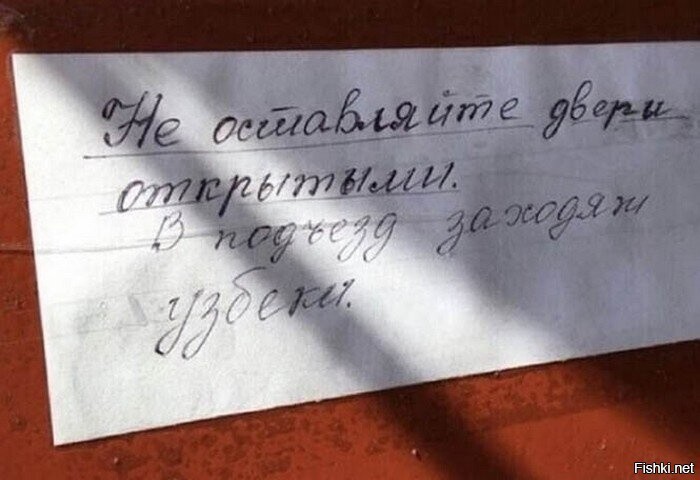 Не оставляйте двери
открытыми.
В подъезд заходят
узбеки.
Fishki.net